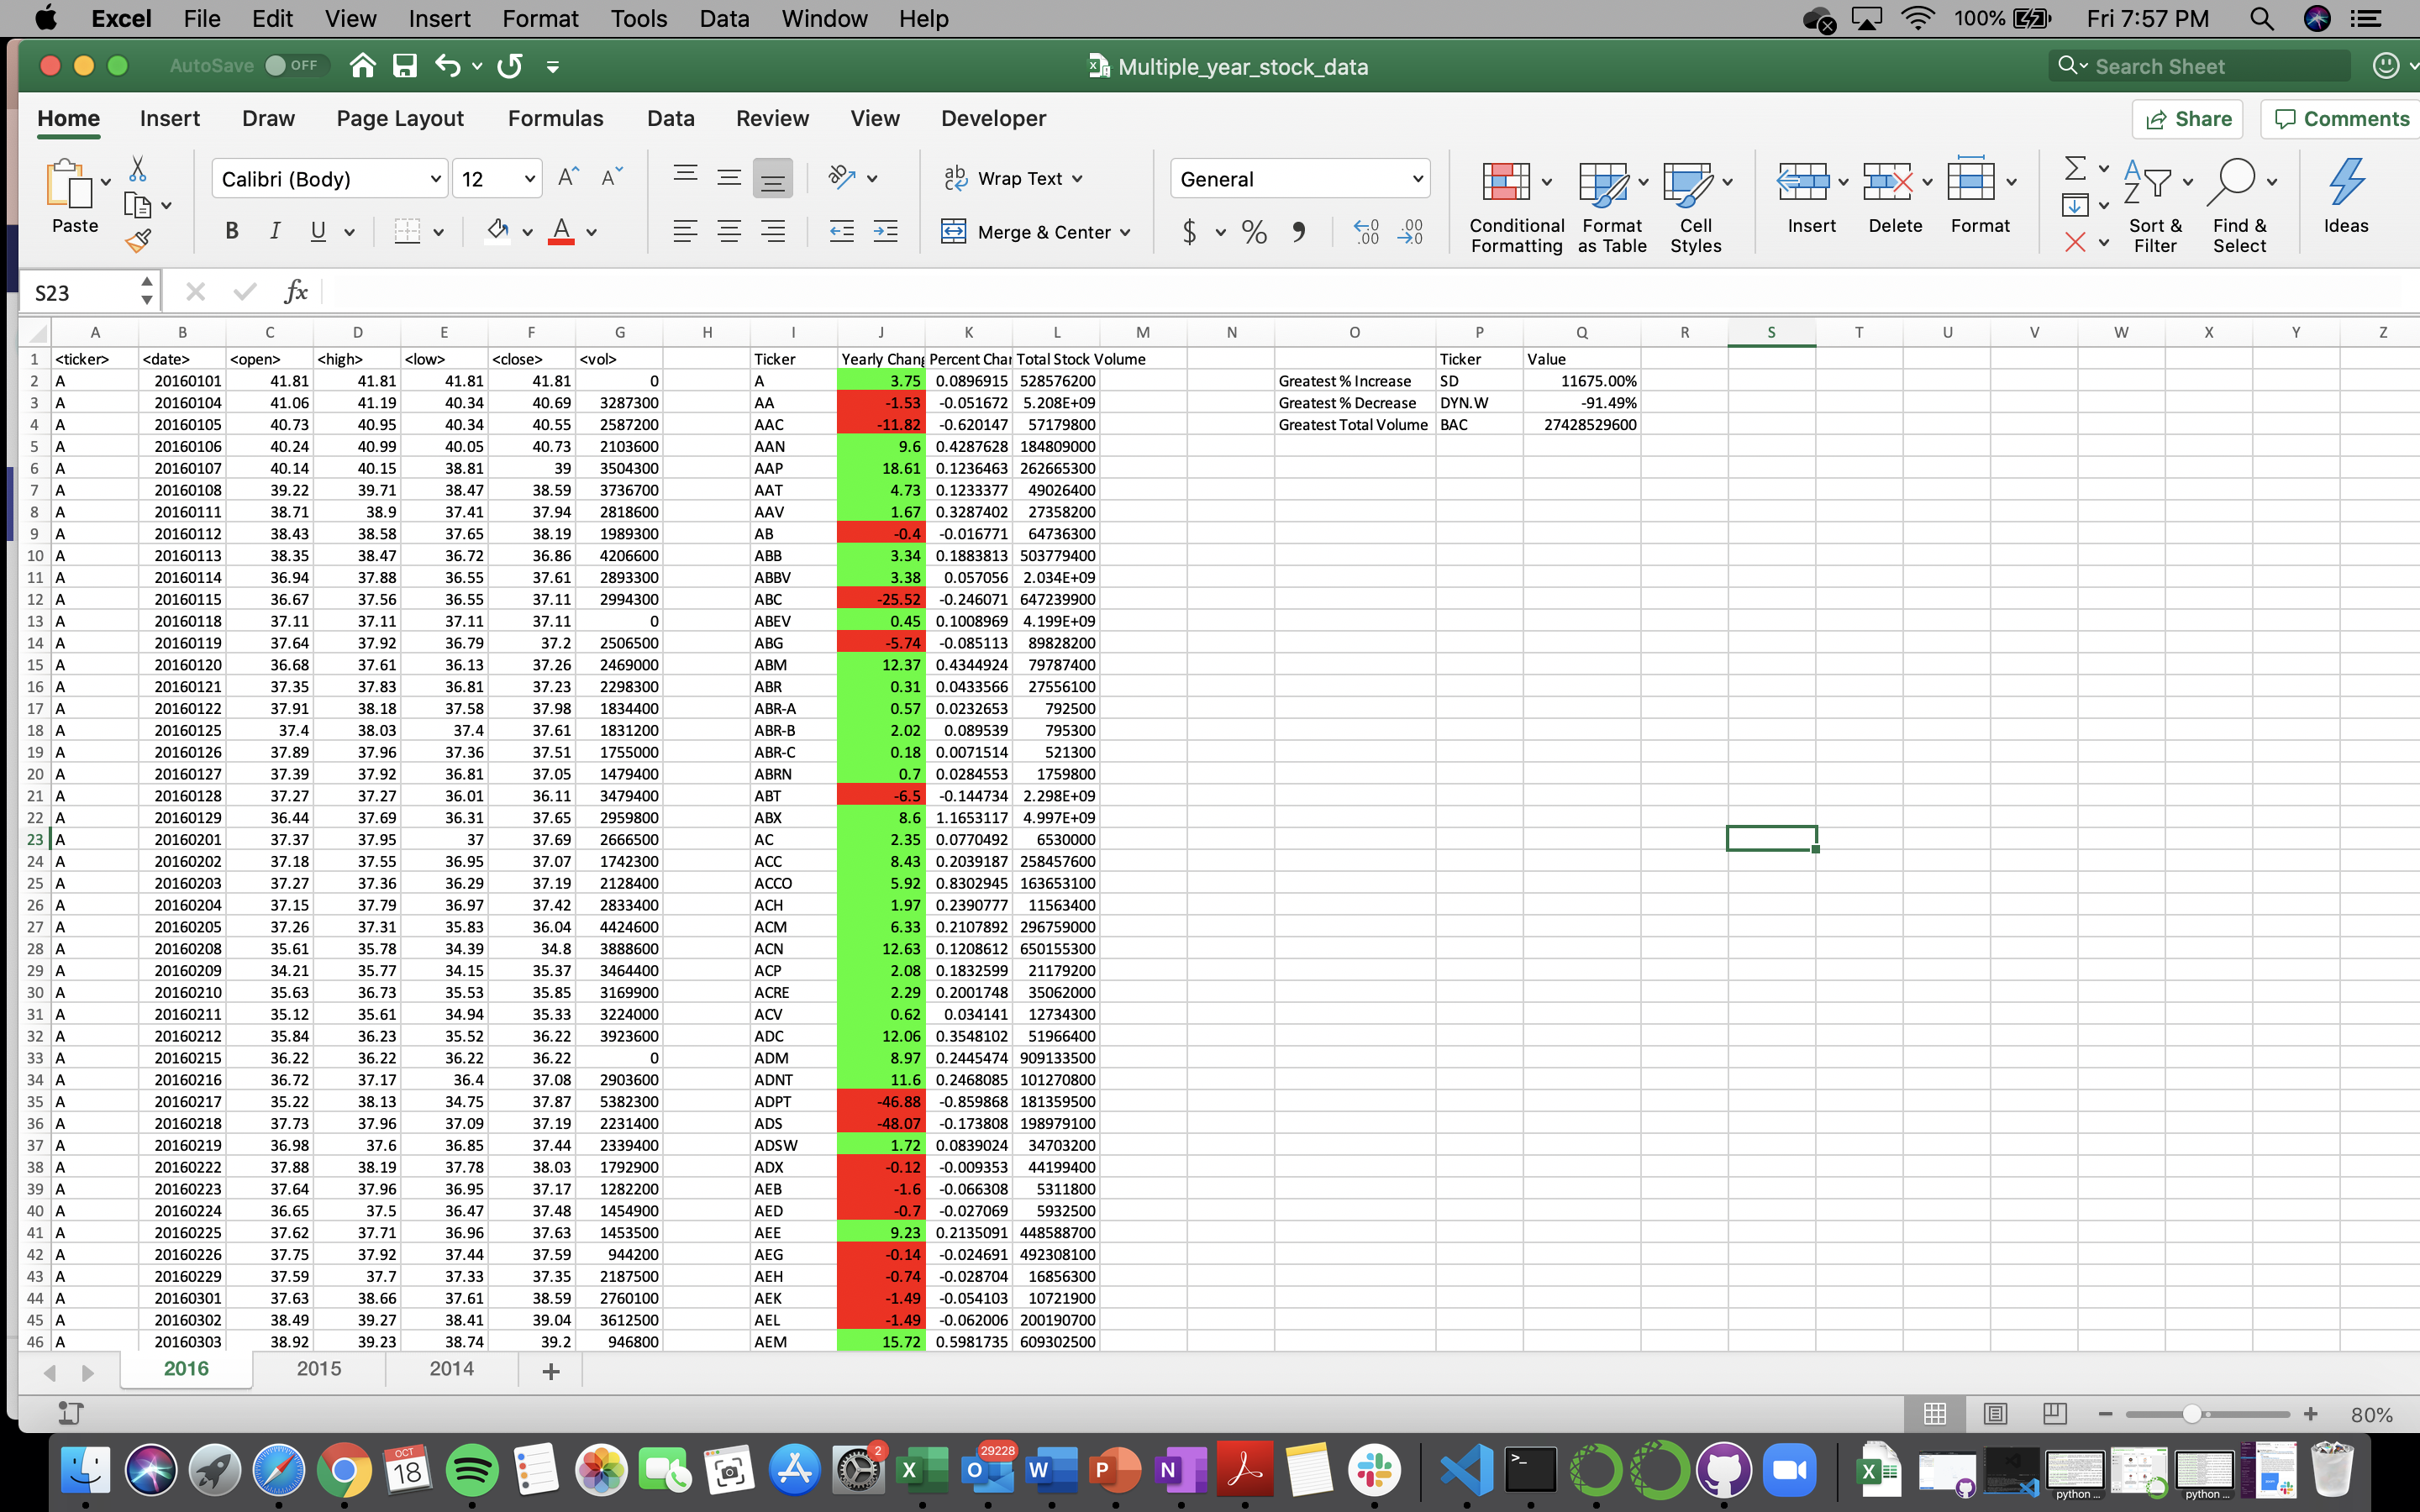 Excel File Edit View Insert Format Tools Data Window Help 100% Fri 7:57 PM
AutoSave OFF Multiple_year_stock_data Search Sheet
Home Insert Draw Page Layout Formulas Data Review View Developer Share Comments
Paste Calibri (Body) 12 Wrap Text General
Merge & Center
Conditional Formatting Format as Table Cell Styles Insert Delete Format Sort & Filter Find & Select Ideas
S23 fx
A B C D E F G H I J K L M N O P Q R S T U V W X Y Z
1 <ticker> <date> <open> <high> <low> <close> <vol> Ticker Yearly Chang Percent Char Total Stock Volume Ticker Value
2 A 20160101 41.81 41.81 41.81 41.81 0 A 3.75 0.0896915 528576200 Greatest % Increase SD 11675.00%
3 A 20160104 41.06 41.19 40.34 40.69 3287300 AA -1.53 -0.051672 5.208E+09 Greatest % Decrease DYN.W -91.49%
4 A 20160105 40.73 40.95 40.34 40.55 2587200 AAC -11.82 -0.620147 57179800 Greatest Total Volume BAC 27428529600
5 A 20160106 40.24 40.99 40.05 40.73 2103600 AAN 9.6 0.4287628 184809000
6 A 20160107 40.14 40.15 38.81 39 3504300 AAP 18.61 0.1236463 262665300
7 A 20160108 39.22 39.71 38.47 38.59 3736700 AAT 4.73 0.1233377 49026400
8 A 20160111 38.71 38.9 37.41 37.94 2818600 AAV 1.67 0.3287402 27358200
9 A 20160112 38.43 38.58 37.65 38.19 1989300 AB -0.4 -0.016771 64736300
10 A 20160113 38.35 38.47 36.72 36.86 4206600 ABB 3.34 0.1883813 503779400
11 A 20160114 36.94 37.88 36.55 37.61 2893300 ABBV 3.38 0.057056 2.034E+09
12 A 20160115 36.67 37.56 36.55 37.11 2994300 ABC -25.52 -0.246071 647239900
13 A 20160118 37.11 37.11 37.11 37.11 0 ABEV 0.45 0.1008969 4.199E+09
14 A 20160119 37.64 37.92 36.79 37.2 2506500 ABG -5.74 -0.085113 89828200
15 A 20160120 36.68 37.61 36.13 37.26 2469000 ABM 12.37 0.4344924 79787400
16 A 20160121 37.35 37.83 36.81 37.23 2298300 ABR 0.31 0.0433566 27556100
17 A 20160122 37.91 38.18 37.58 37.98 1834400 ABR-A 0.57 0.0232653 792500
18 A 20160125 37.4 38.03 37.4 37.61 1831200 ABR-B 2.02 0.089539 795300
19 A 20160126 37.89 37.96 37.36 37.51 1755000 ABR-C 0.18 0.0071514 521300
20 A 20160127 37.39 37.92 36.81 37.05 1479400 ABRN 0.7 0.0284553 1759800
21 A 20160128 37.27 37.27 36.01 36.11 3479400 ABT -6.5 -0.144734 2.298E+09
22 A 20160129 36.44 37.69 36.31 37.65 2959800 ABX 8.6 1.1653117 4.997E+09
23 A 20160201 37.37 37.95 37 37.69 2666500 AC 2.35 0.0770492 6530000
24 A 20160202 37.18 37.55 36.95 37.07 1742300 ACC 8.43 0.2039187 258457600
25 A 20160203 37.27 37.36 36.29 37.19 2128400 ACCO 5.92 0.8302945 163653100
26 A 20160204 37.15 37.79 36.97 37.42 2833400 ACH 1.97 0.2390777 11563400
27 A 20160205 37.26 37.31 35.83 36.04 4424600 ACM 6.33 0.2107892 296759000
28 A 20160208 35.61 35.78 34.39 34.8 3888600 ACN 12.63 0.1208612 650155300
29 A 20160209 34.21 35.77 34.15 35.37 3464400 ACP 2.08 0.1832599 21179200
30 A 20160210 35.63 36.73 35.53 35.85 3169900 ACRE 2.29 0.2001748 35062000
31 A 20160211 35.12 35.61 34.94 35.33 3224000 ACV 0.62 0.034141 12734300
32 A 20160212 35.84 36.23 35.52 36.22 3923600 ADC 12.06 0.3548102 51966400
33 A 20160215 36.22 36.22 36.22 36.22 0 ADM 8.97 0.2445474 909133500
34 A 20160216 36.72 37.17 36.4 37.08 2903600 ADNT 11.6 0.2468085 101270800
35 A 20160217 35.22 38.13 34.75 37.87 5382300 ADPT -46.88 -0.859868 181359500
36 A 20160218 37.73 37.96 37.09 37.19 2231400 ADS -48.07 -0.173808 198979100
37 A 20160219 36.98 37.6 36.85 37.44 2339400 ADSW 1.72 0.0839024 34703200
38 A 20160222 37.88 38.19 37.78 38.03 1792900 ADX -0.12 -0.009353 44199400
39 A 20160223 37.64 37.96 36.95 37.17 1282200 AEB -1.6 -0.066308 5311800
40 A 20160224 36.65 37.5 36.47 37.48 1454900 AED -0.7 -0.027069 5932500
41 A 20160225 37.62 37.71 36.96 37.63 1453500 AEE 9.23 0.2135091 448588700
42 A 20160226 37.75 37.92 37.44 37.59 944200 AEG -0.14 -0.024691 492308100
43 A 20160229 37.59 37.7 37.33 37.35 2187500 AEH -0.74 -0.028704 16856300
44 A 20160301 37.63 38.66 37.61 38.59 2760100 AEK -1.49 -0.054103 10721900
45 A 20160302 38.49 39.27 38.41 39.04 3612500 AEL -1.49 -0.062006 200190700
46 A 20160303 38.92 39.23 38.74 39.2 946800 AEM 15.72 0.5981735 609302500
2016 2015 2014 +
80%
OCT 18 2 29228 python ... python ...